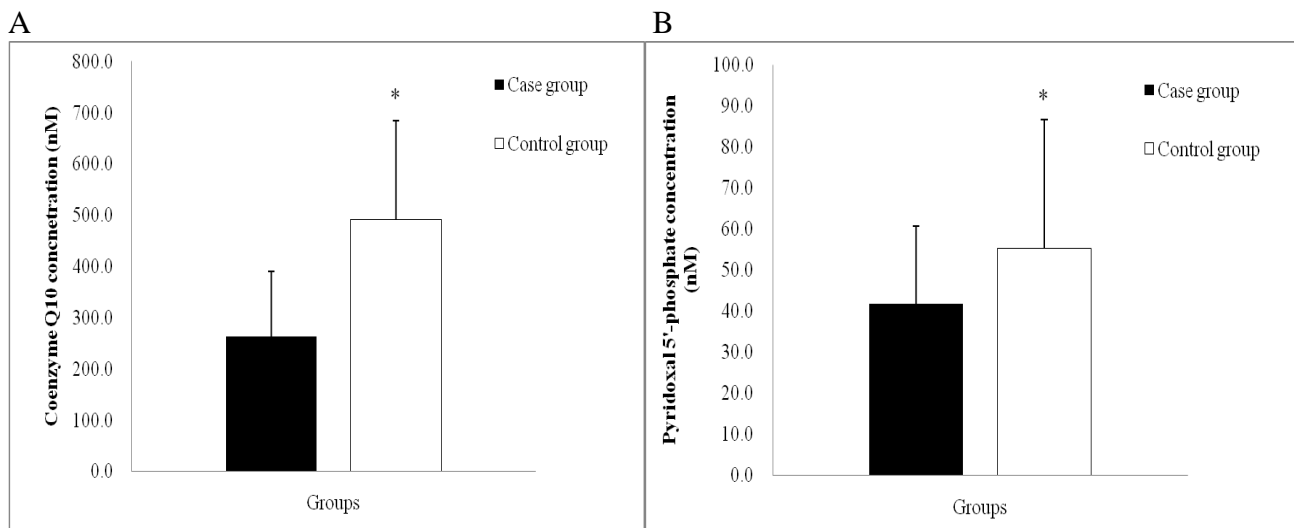 A
Coenzyme Q10 concnetration (nM)
800.0
700.0
600.0
500.0
400.0
300.0
200.0
100.0
0.0
*
Case group
Control group
Groups
B
Pyridoxal 5'-phosphate concentration
(nM)
100.0
90.0
80.0
70.0
60.0
50.0
40.0
30.0
20.0
10.0
0.0
*
Case group
Control group
Groups